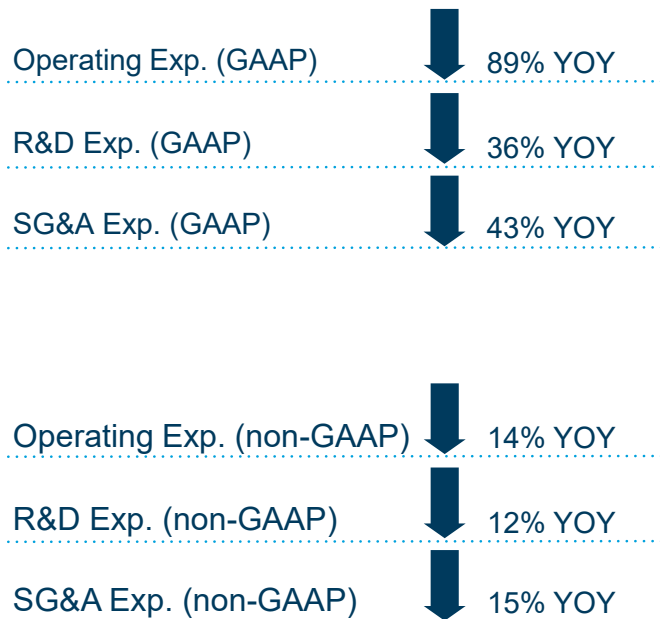 Operating Exp. (GAAP) 89% YOY
R&D Exp. (GAAP) 36% YOY
SG&A Exp. (GAAP) 43% YOY
Operating Exp. (non-GAAP) 14% YOY
R&D Exp. (non-GAAP) 12% YOY
SG&A Exp. (non-GAAP) 15% YOY